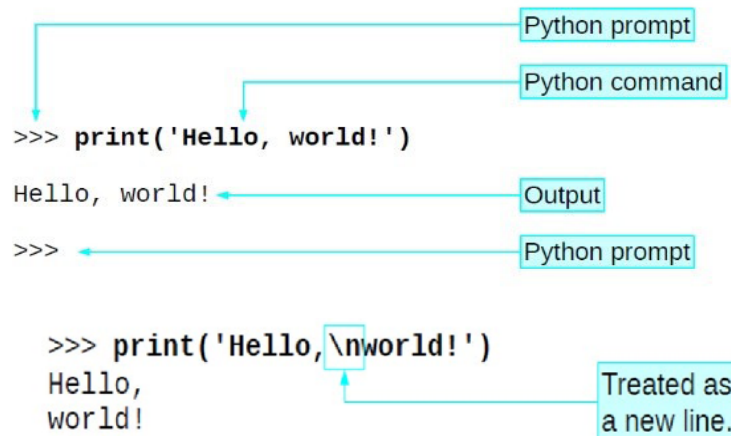 Python prompt
Python command
>>> print('Hello, world!')
Hello, world!
Output
>>>
Python prompt
>>> print('Hello,\nworld!')
Hello,
world!
Treated as
a new line.